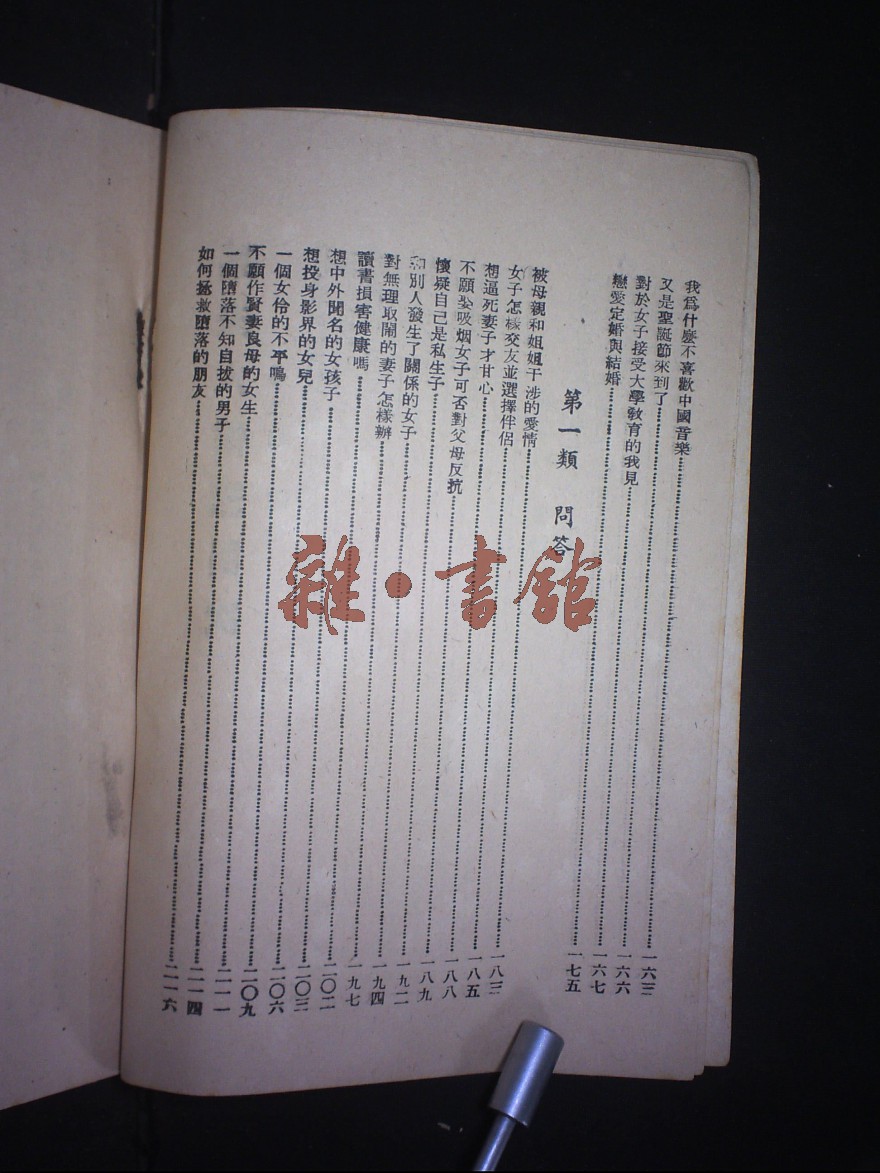 我爲什麼不喜歡中國音樂……一六三
又是聖誕節來到了……一六六
對於女子接受大學敎育的我見……一六七
戀愛定婚與結婚……一七五
第一類　問答
被母親和姐姐干涉的愛情……一八三
女子怎樣交友並選擇伴侶……一八五
想逼死妻子才甘心……一八八
不願娶吸烟女子可否對父母反抗……一八九
懷疑自己是私生子……一九二
和別人發生了關係的女子……一九四
對無理取鬧的妻子怎樣辦……一九七
讀書損害健康嗎……二〇二
想中外聞名的女孩子……二〇三
想投身影界的女兒……二〇六
一個女伶的不平鳴……二〇九
不願作賢妻良母的女生……二一一
一個墮落不知自拔的男子……二一四
如何拯救墮落的朋友……二一六
雜·書館